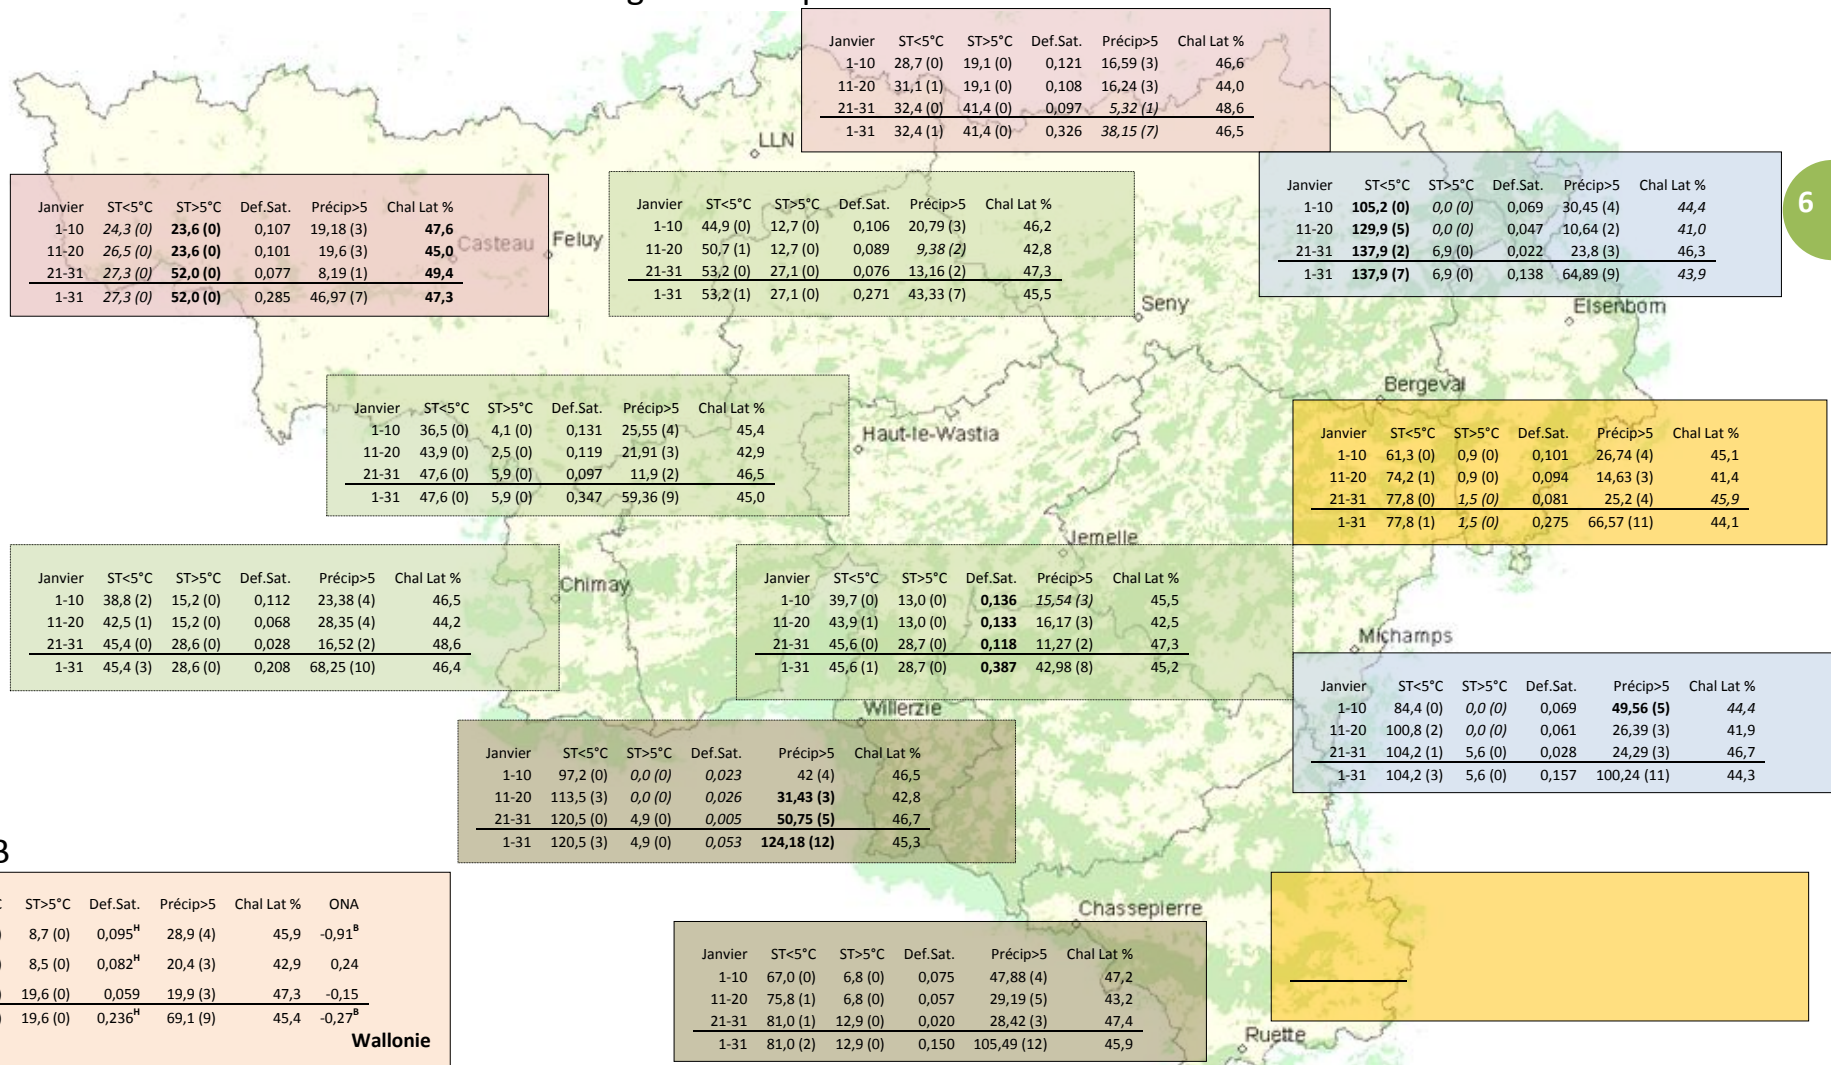 Janvier ST<5°C ST>5°C Def.Sat. Précip>5 Chal Lat %
1-10 28,7 (0) 19,1 (0) 0,121 16,59 (3) 46,6
11-20 31,1 (1) 19,1 (0) 0,108 16,24 (3) 44,0
21-31 32,4 (0) 41,4 (0) 0,097 5,32 (1) 48,6
1-31 32,4 (1) 41,4 (0) 0,326 38,15 (7) 46,5
LLN
Janvier ST<5°C ST>5°C Def.Sat. Précip>5 Chal Lat %
1-10 24,3 (0) 23,6 (0) 0,107 19,18 (3) 47,6
11-20 26,5 (0) 23,6 (0) 0,101 19,6 (3) 45,0
21-31 27,3 (0) 52,0 (0) 0,077 8,19 (1) 49,4
1-31 27,3 (0) 52,0 (0) 0,285 46,97 (7) 47,3
Casteau
Feluy
Janvier ST<5°C ST>5°C Def.Sat. Précip>5 Chal Lat %
1-10 44,9 (0) 12,7 (0) 0,106 20,79 (3) 46,2
11-20 50,7 (1) 12,7 (0) 0,089 9,38 (2) 42,8
21-31 53,2 (0) 27,1 (0) 0,076 13,16 (2) 47,3
1-31 53,2 (1) 27,1 (0) 0,271 43,33 (7) 45,5
Seny
Janvier ST<5°C ST>5°C Def.Sat. Précip>5 Chal Lat %
1-10 105,2 (0) 0,0 (0) 0,069 30,45 (4) 44,4
11-20 129,9 (5) 0,0 (0) 0,047 10,64 (2) 41,0
21-31 137,9 (2) 6,9 (0) 0,022 23,8 (3) 46,3
1-31 137,9 (7) 6,9 (0) 0,138 64,89 (9) 43,9
6
Elsenborn
Janvier ST<5°C ST>5°C Def.Sat. Précip>5 Chal Lat %
1-10 36,5 (0) 4,1 (0) 0,131 25,55 (4) 45,4
11-20 43,9 (0) 2,5 (0) 0,119 21,91 (3) 42,9
21-31 47,6 (0) 5,9 (0) 0,097 11,9 (2) 46,5
1-31 47,6 (0) 5,9 (0) 0,347 59,36 (9) 45,0
Haut-le-Wastia
Bergeval
Janvier ST<5°C ST>5°C Def.Sat. Précip>5 Chal Lat %
1-10 61,3 (0) 0,9 (0) 0,101 26,74 (4) 45,1
11-20 74,2 (1) 0,9 (0) 0,094 14,63 (3) 41,4
21-31 77,8 (0) 1,5 (0) 0,081 25,2 (4) 45,9
1-31 77,8 (1) 1,5 (0) 0,275 66,57 (11) 44,1
Janvier ST<5°C ST>5°C Def.Sat. Précip>5 Chal Lat %
1-10 38,8 (2) 15,2 (0) 0,112 23,38 (4) 46,5
11-20 42,5 (1) 15,2 (0) 0,068 28,35 (4) 44,2
21-31 45,4 (0) 28,6 (0) 0,028 16,52 (2) 48,6
1-31 45,4 (3) 28,6 (0) 0,208 68,25 (10) 46,4
Chimay
Jemelle
Janvier ST<5°C ST>5°C Def.Sat. Précip>5 Chal Lat %
1-10 39,7 (0) 13,0 (0) 0,136 15,54 (3) 45,5
11-20 43,9 (1) 13,0 (0) 0,133 16,17 (3) 42,5
21-31 45,6 (0) 28,7 (0) 0,118 11,27 (2) 47,3
1-31 45,6 (1) 28,7 (0) 0,387 42,98 (8) 45,2
Michamps
Janvier ST<5°C ST>5°C Def.Sat. Précip>5 Chal Lat %
1-10 84,4 (0) 0,0 (0) 0,069 49,56 (5) 44,4
11-20 100,8 (2) 0,0 (0) 0,061 26,39 (3) 41,9
21-31 104,2 (1) 5,6 (0) 0,028 24,29 (3) 46,7
1-31 104,2 (3) 5,6 (0) 0,157 100,24 (11) 44,3
Willerzie
Janvier ST<5°C ST>5°C Def.Sat. Précip>5 Chal Lat %
1-10 97,2 (0) 0,0 (0) 0,023 42 (4) 46,5
11-20 113,5 (3) 0,0 (0) 0,026 31,43 (3) 42,8
21-31 120,5 (0) 4,9 (0) 0,005 50,75 (5) 46,7
1-31 120,5 (3) 4,9 (0) 0,053 124,18 (12) 45,3
ST>5°C Def.Sat. Précip>5 Chal Lat % ONA
8,7 (0) 0,095H 28,9 (4) 45,9 -0,91B
8,5 (0) 0,082H 20,4 (3) 42,9 0,24
19,6 (0) 0,059 19,9 (3) 47,3 -0,15
19,6 (0) 0,236H 69,1 (9) 45,4 -0,27B
Wallonie
Chassepierre
Janvier ST<5°C ST>5°C Def.Sat. Précip>5 Chal Lat %
1-10 67,0 (0) 6,8 (0) 0,075 47,88 (4) 47,2
11-20 75,8 (1) 6,8 (0) 0,057 29,19 (5) 43,2
21-31 81,0 (1) 12,9 (0) 0,020 28,42 (3) 47,4
1-31 81,0 (2) 12,9 (0) 0,150 105,49 (12) 45,9
Ruette